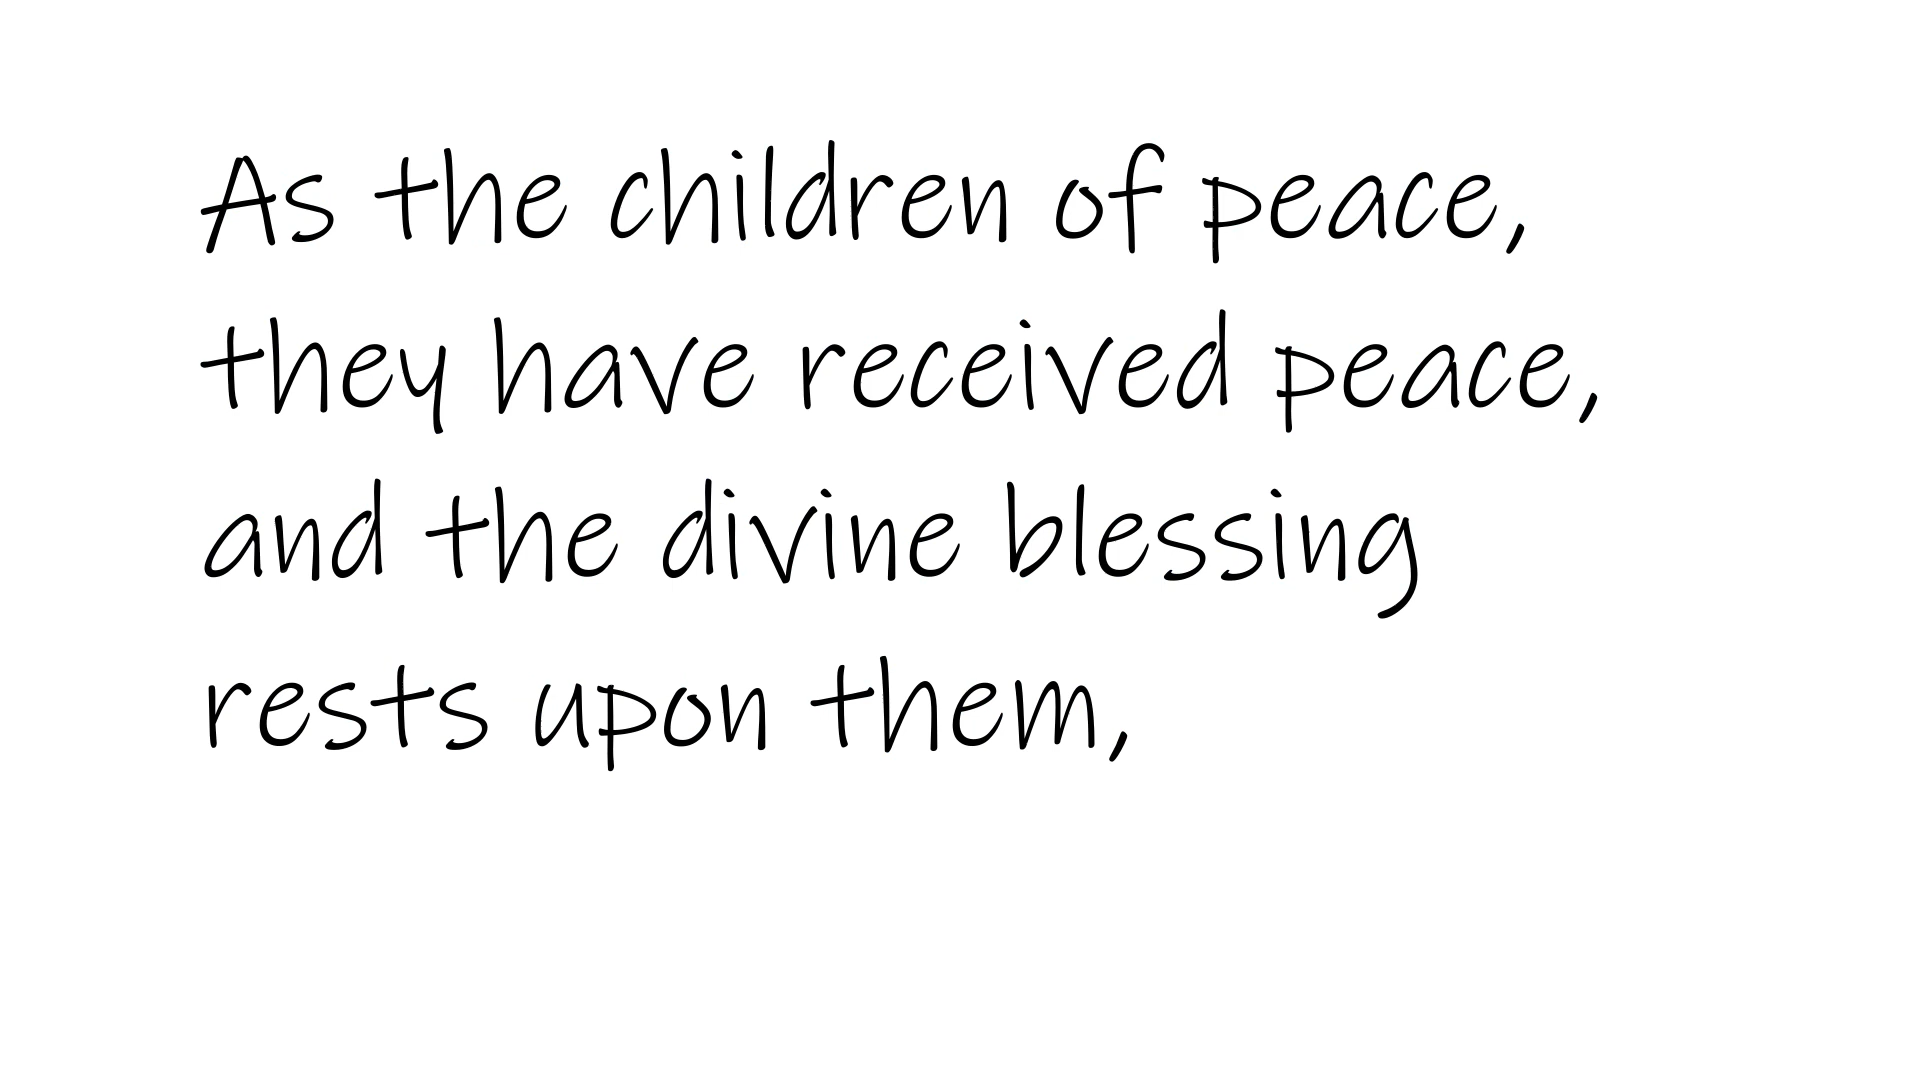 As the children of peace,
they have received peace,
and the divine blessing
rests upon them,